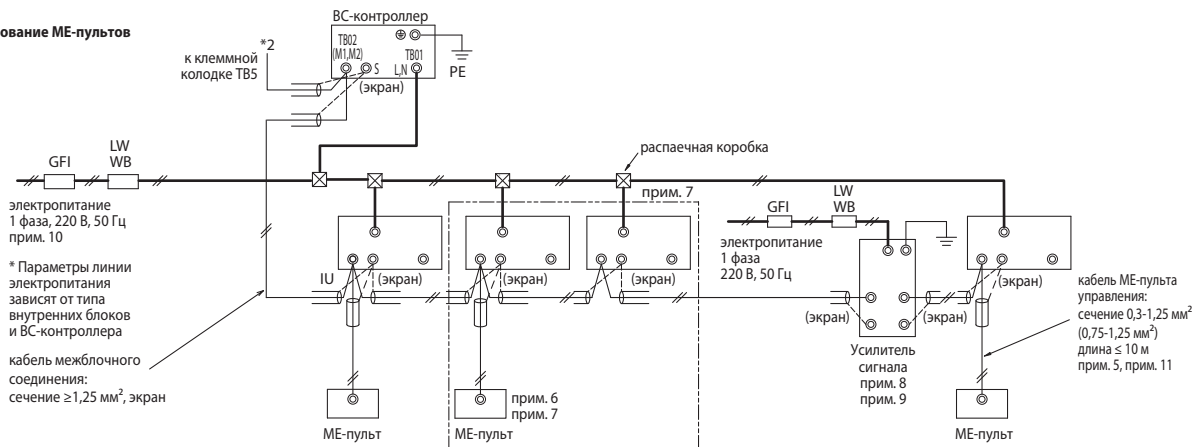 ование МЕ-пультов
ВС-контроллер
*2
к клеммной
колодке ТВ5
TB02
(M1,M2)
S
TB01
L,N
(экран)
PE
GFI
LW
WB
распаечная коробка
прим. 7
электропитание
1 фаза, 220 В, 50 Гц
прим. 10
* Параметры линии
электропитания
зависят от типа
внутренних блоков
и ВС-контроллера
кабель межблочного
соединения:
сечение ≥1,25 мм², экран
IU
(экран)
(экран)
(экран)
GFI
LW
WB
электропитание
1 фаза
220 В, 50 Гц
(экран)
(экран)
(экран)
Усилитель
сигнала
прим. 8
прим. 9
кабель МЕ-пульта
управления:
сечение 0,3-1,25 мм²
(0,75-1,25 мм²)
длина ≤ 10 м
прим. 5, прим. 11
МЕ-пульт
прим. 6
прим. 7
МЕ-пульт
МЕ-пульт